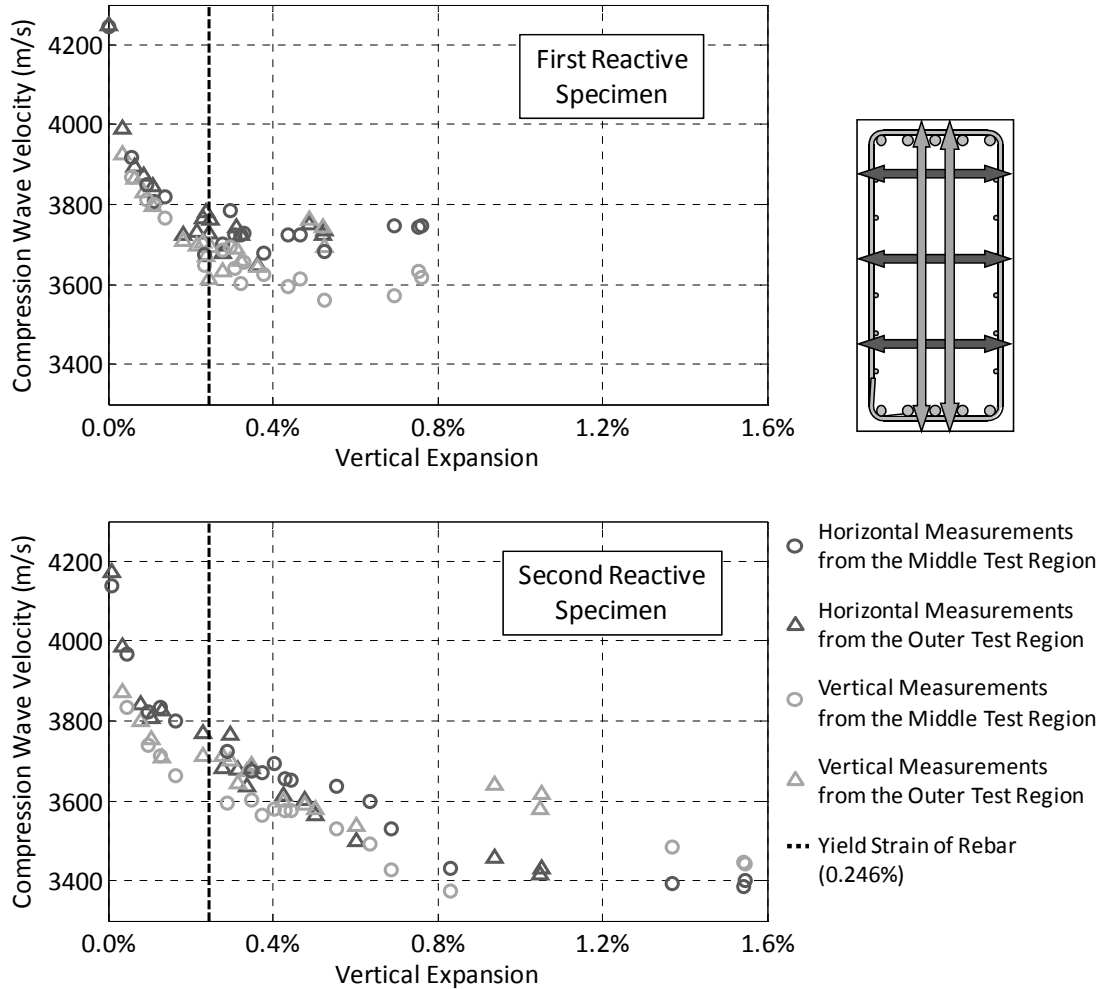 4200
4000
3800
3600
3400
Compression Wave Velocity (m/s)
First Reactive
Specimen
0.0%
0.4%
0.8%
1.2%
1.6%
Vertical Expansion
4200
4000
3800
3600
3400
Compression Wave Velocity (m/s)
Second Reactive
Specimen
0.0%
0.4%
0.8%
1.2%
1.6%
Vertical Expansion
Horizontal Measurements
from the Middle Test Region
Horizontal Measurements
from the Outer Test Region
Vertical Measurements
from the Middle Test Region
Vertical Measurements
from the Outer Test Region
Yield Strain of Rebar
(0.246%)